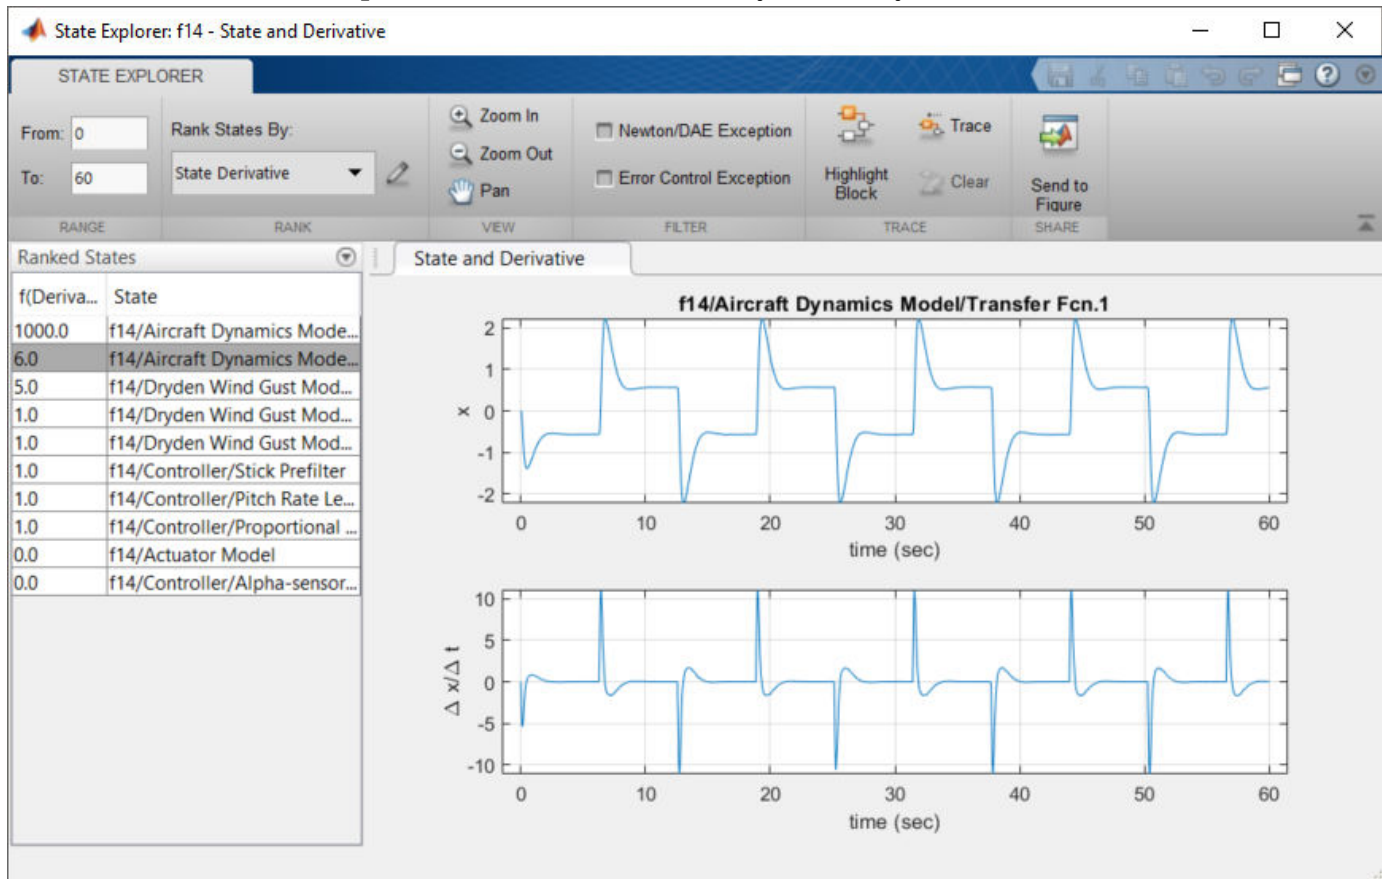 State Explorer: f14 - State and Derivative
STATE EXPLORER
From: 0
To: 60
RANGE
Rank States By:
State Derivative
RANK
Zoom In
Zoom Out
Pan
VIEW
Newton/DAE Exception
Error Control Exception
FILTER
Highlight
Block
Trace
Clear
TRACE
Send to
Figure
SHARE
Ranked States
f(Deriva... State
1000.0 f14/Aircraft Dynamics Mode...
6.0 f14/Aircraft Dynamics Mode...
5.0 f14/Dryden Wind Gust Mod...
1.0 f14/Dryden Wind Gust Mod...
1.0 f14/Dryden Wind Gust Mod...
1.0 f14/Controller/Stick Prefilter
1.0 f14/Controller/Pitch Rate Le...
1.0 f14/Controller/Proportional ...
0.0 f14/Actuator Model
0.0 f14/Controller/Alpha-sensor...
State and Derivative
f14/Aircraft Dynamics Model/Transfer Fcn.1
2
1
0
-1
-2
x
0 10 20 30 40 50 60
time (sec)
10
5
0
-5
-10
Δ x/Δ t
0 10 20 30 40 50 60
time (sec)